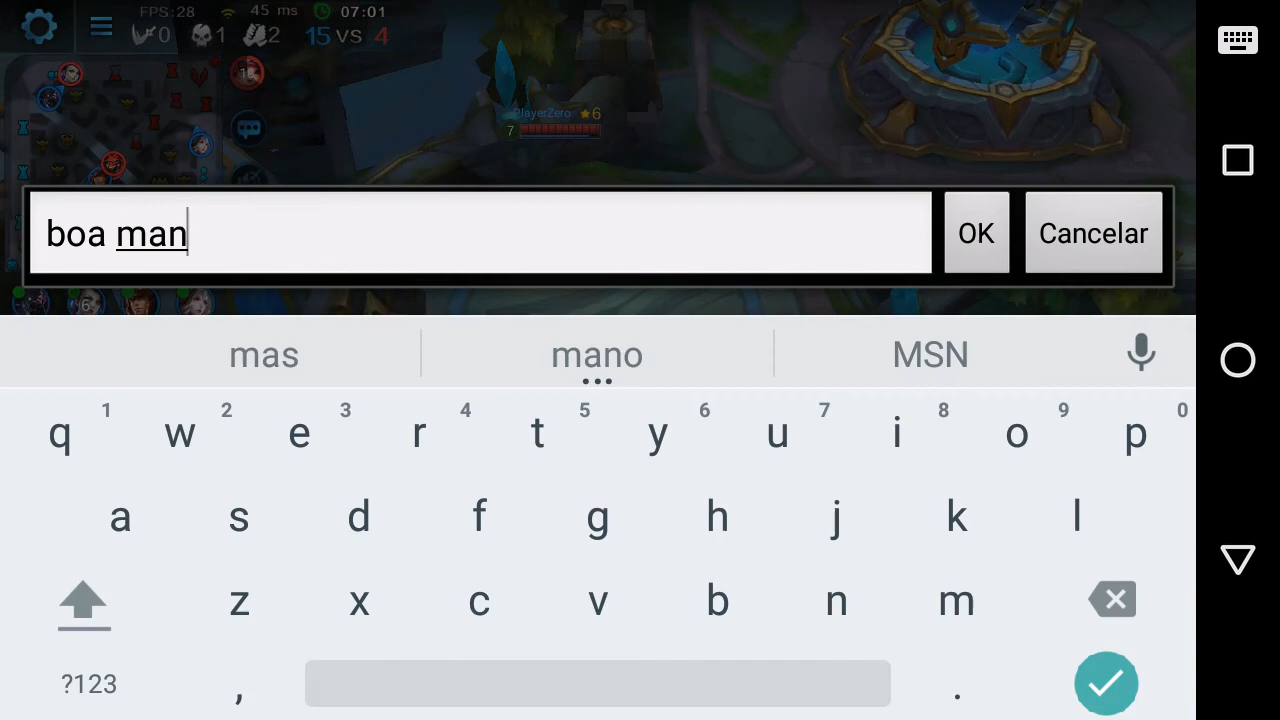 FPS:28 45 ms 07:01
0 1 2 15 VS 4
PlayerZero 6
7
boa man OK Cancelar
6
mas mano MSN
1 2 3 4 5 6 7 8 9 0
q w e r t y u i o p
a s d f g h j k l
z x c v b n m
?123 , .